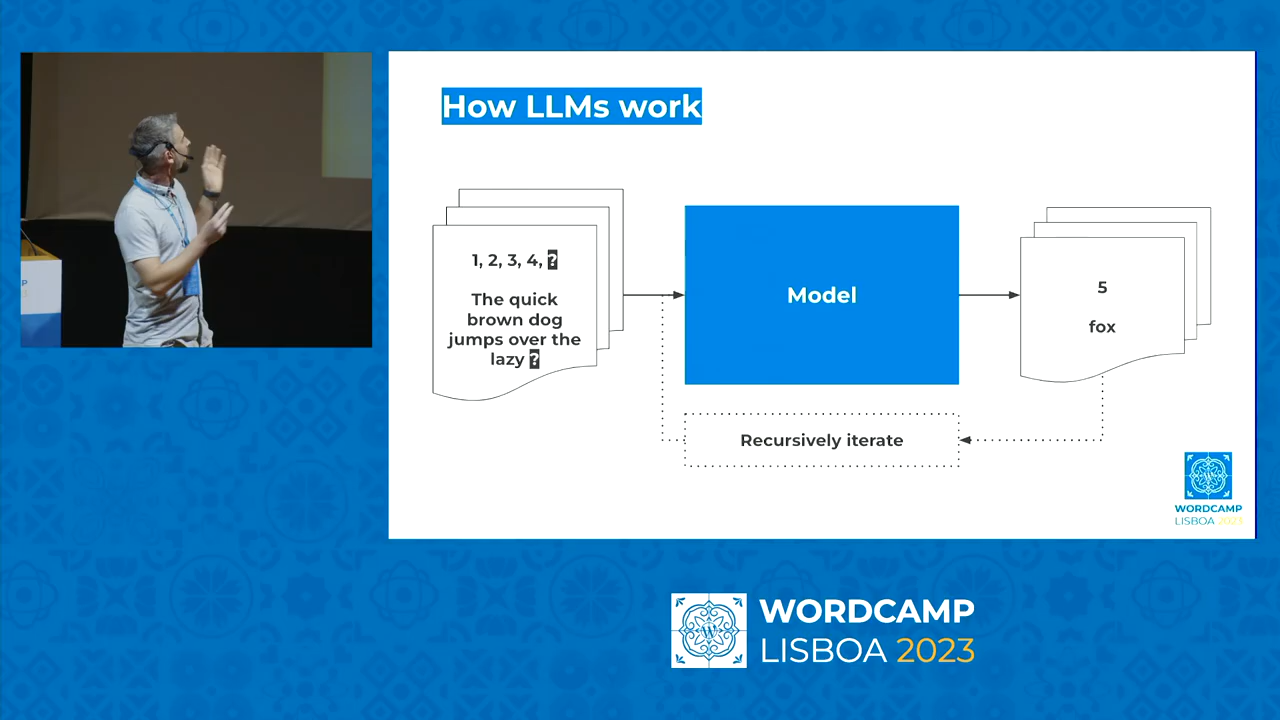 How LLMs work
1, 2, 3, 4, ?
The quick
brown dog
jumps over the
lazy ?
Model
5
fox
Recursively iterate
WORDCAMP
LISBOA 2023
P
WORDCAMP
LISBOA 2023